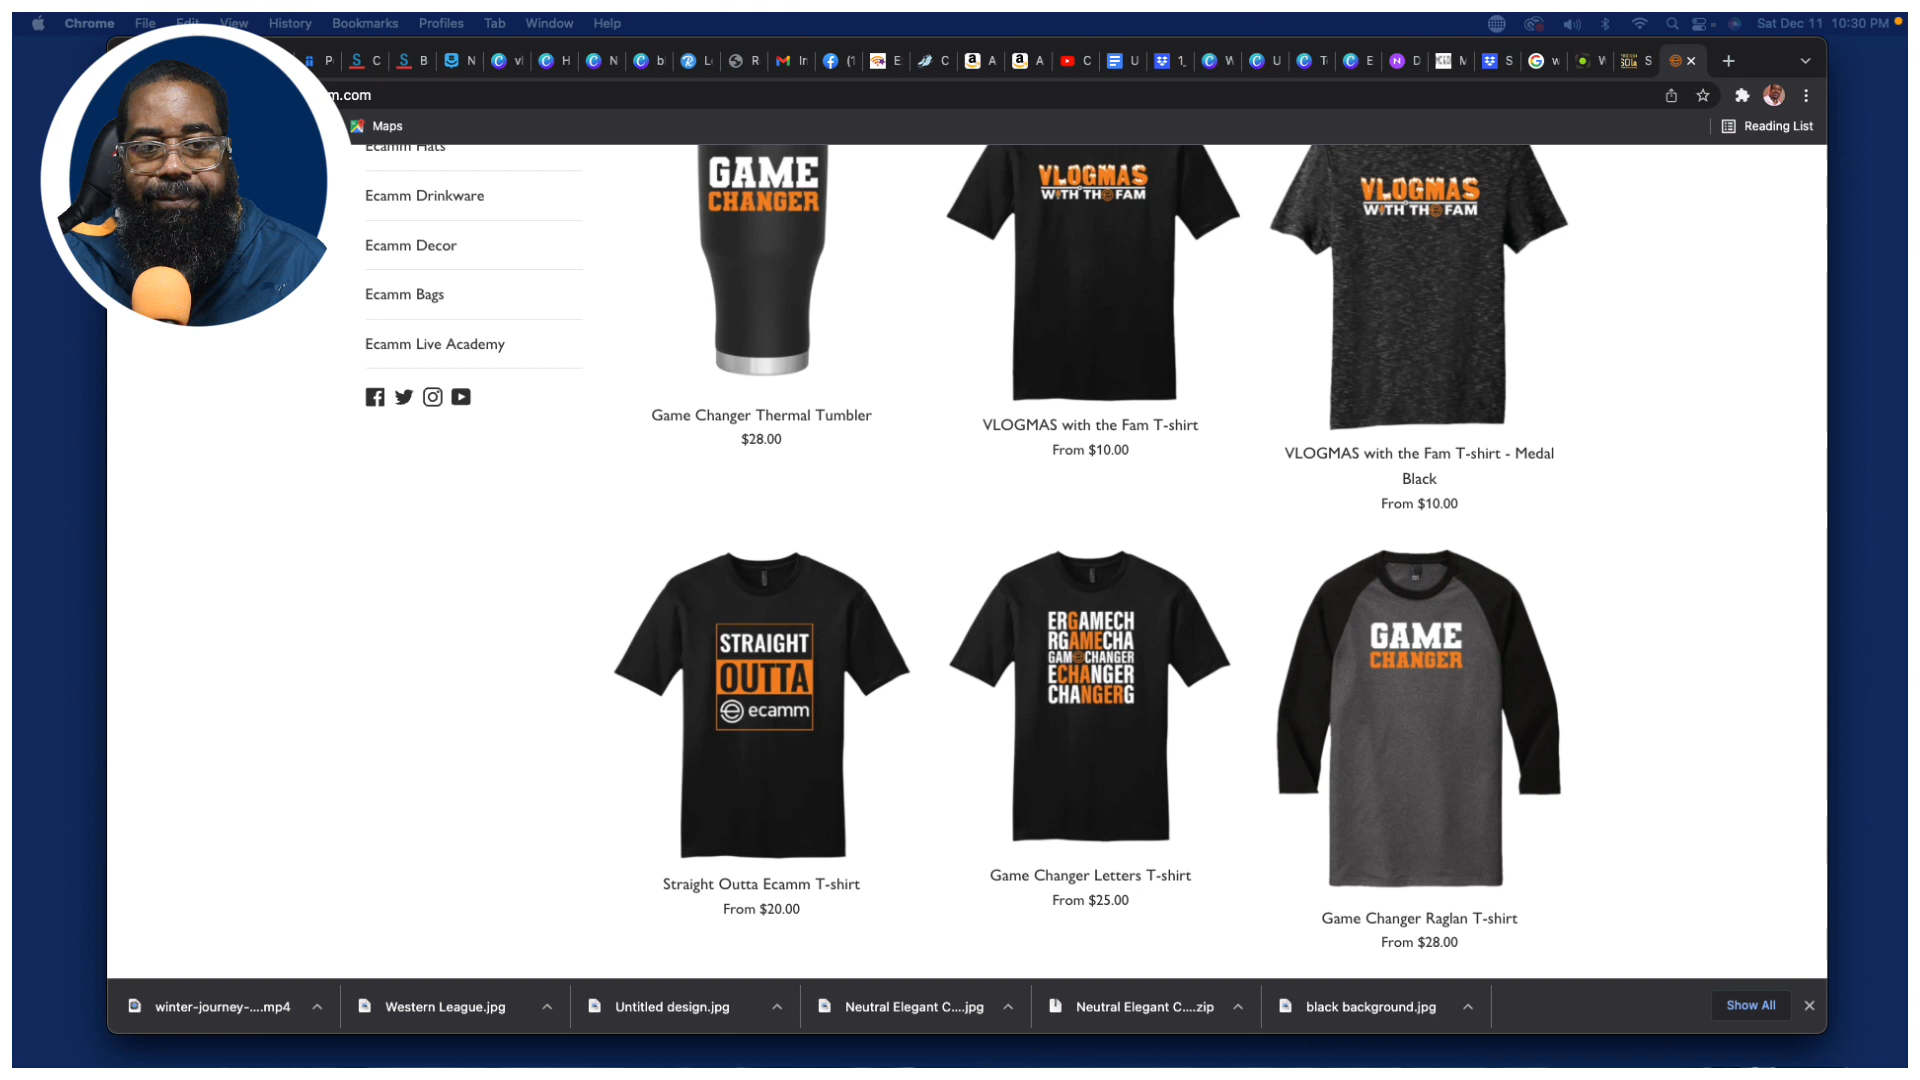 Chrome File Edit View History Bookmarks Profiles Tab Window Help
Sat Dec 11 10:30 PM
m.com
Maps
Reading List
Ecamm Hats
Ecamm Drinkware
Ecamm Decor
Ecamm Bags
Ecamm Live Academy
GAME
CHANGER
VLOGMAS
WITH THE FAM
VLOGMAS
WITH THE FAM
Game Changer Thermal Tumbler
$28.00
VLOGMAS with the Fam T-shirt
From $10.00
VLOGMAS with the Fam T-shirt - Medal
Black
From $10.00
STRAIGHT
OUTTA
ecamm
ERGAMECH
RGAMECHA
GAMECHANGER
ECHANGER
CHANGERG
GAME
CHANGER
Straight Outta Ecamm T-shirt
From $20.00
Game Changer Letters T-shirt
From $25.00
Game Changer Raglan T-shirt
From $28.00
winter-journey-....mp4
Western League.jpg
Untitled design.jpg
Neutral Elegant C....jpg
Neutral Elegant C....zip
black background.jpg
Show All